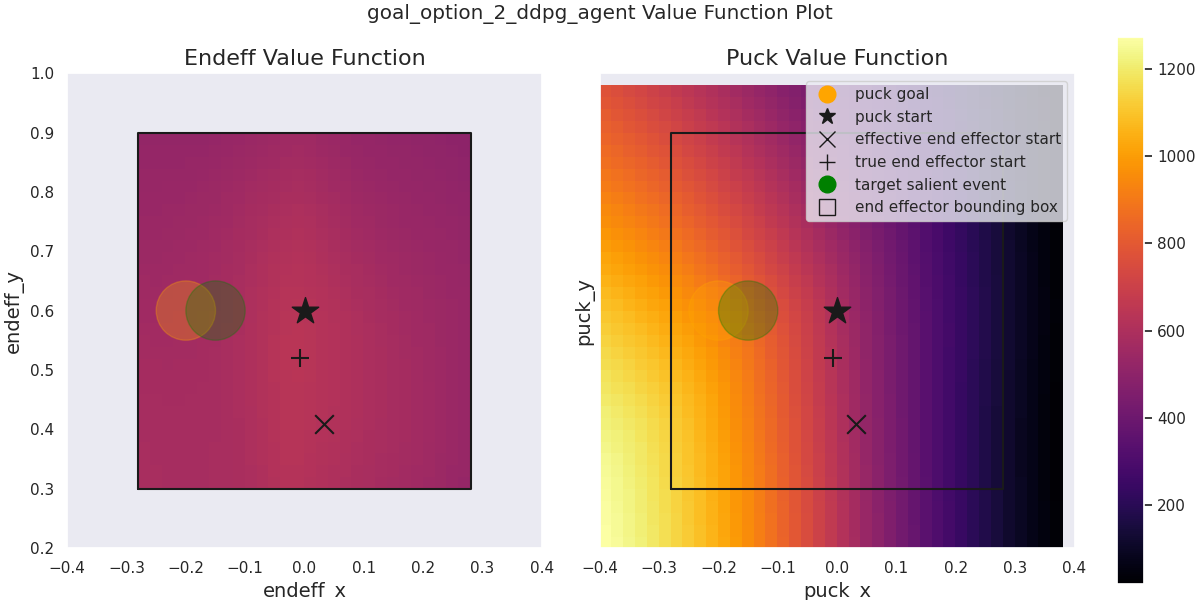 goal_option_2_ddpg_agent Value Function Plot
Endeff Value Function
endeff_y
1.0
0.9
0.8
0.7
0.6
0.5
0.4
0.3
0.2
−0.4 −0.3 −0.2 −0.1 0.0 0.1 0.2 0.3 0.4
endeff_x
Puck Value Function
puck_y
puck goal
puck start
effective end effector start
true end effector start
target salient event
end effector bounding box
−0.4 −0.3 −0.2 −0.1 0.0 0.1 0.2 0.3 0.4
puck_x
1200
1000
800
600
400
200